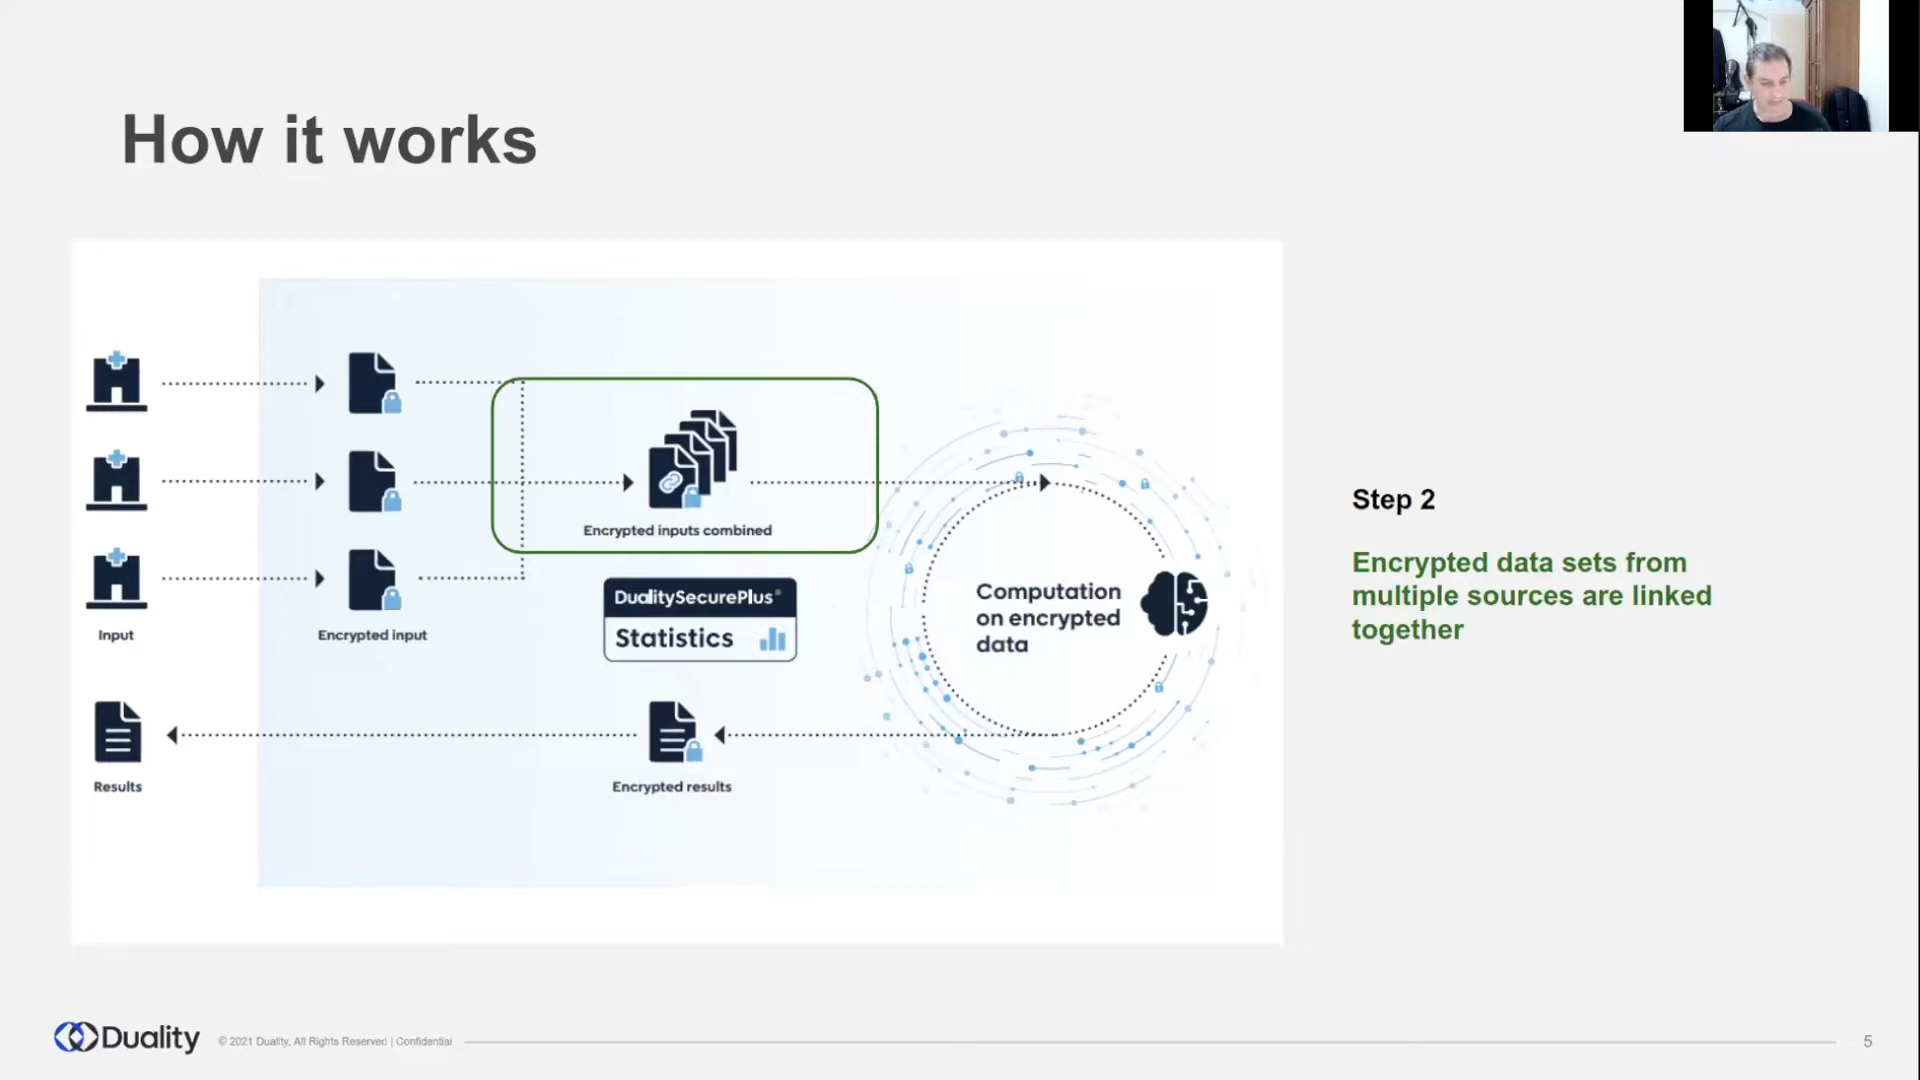 How it works
Encrypted inputs combined
DualitySecurePlus®
Statistics
Computation
on encrypted
data
Input
Encrypted input
Results
Encrypted results
Step 2
Encrypted data sets from
multiple sources are linked
together
Duality
© 2021 Duality, All Rights Reserved | Confidential
5